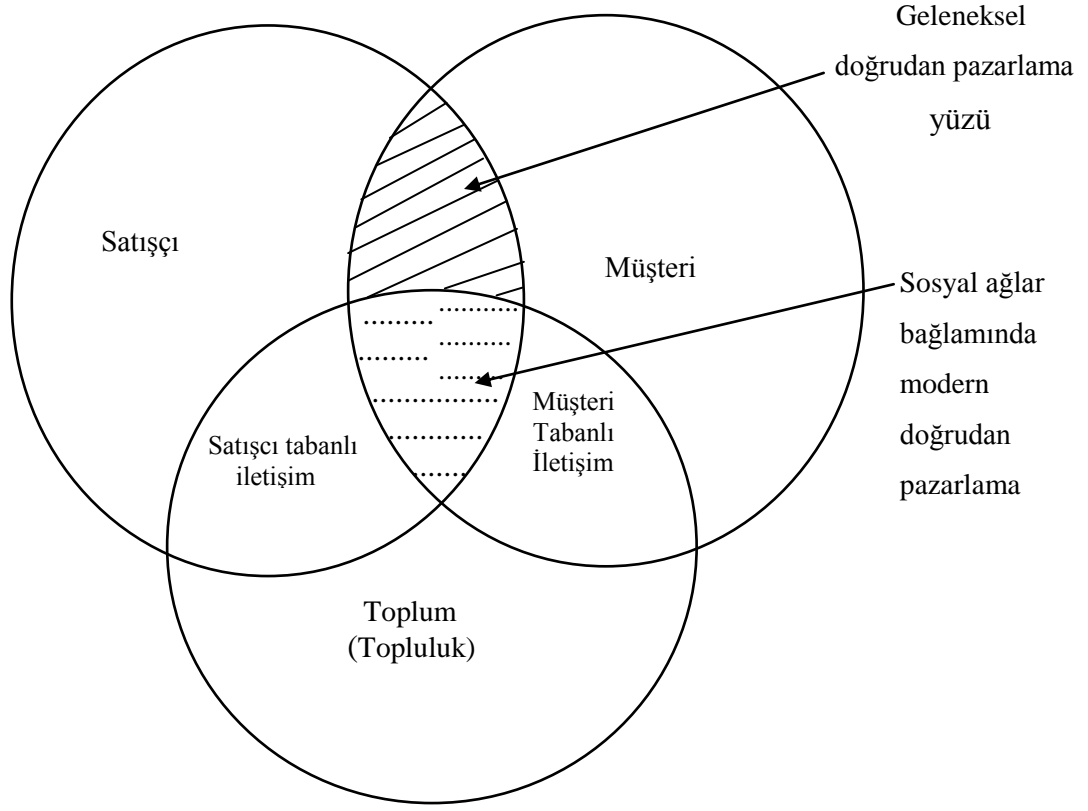 Geleneksel
doğrudan pazarlama
yüzü
Satışçı
Müşteri
Sosyal ağlar
bağlamında
modern
doğrudan
pazarlama
Satışcı tabanlı
iletişim
Müşteri
Tabanlı
İletişim
Toplum
(Topluluk)